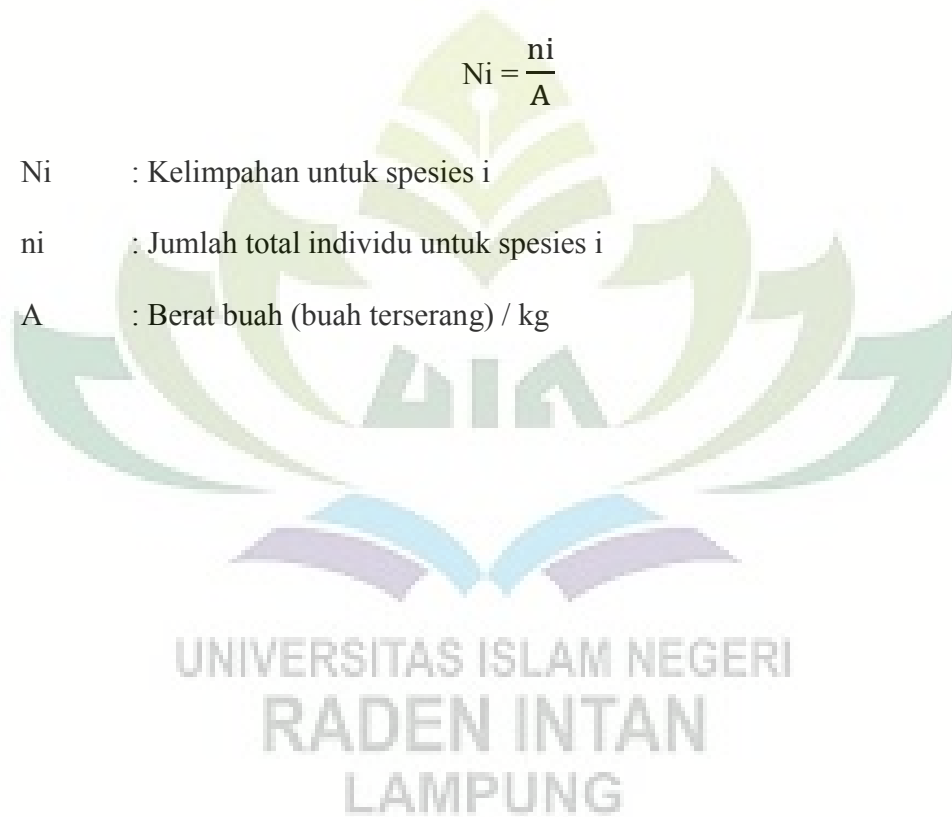 Ni = ni/A
Ni : Kelimpahan untuk spesies i
ni : Jumlah total individu untuk spesies i
A : Berat buah (buah terserang) / kg
UIN
UNIVERSITAS ISLAM NEGERI
RADEN INTAN
LAMPUNG